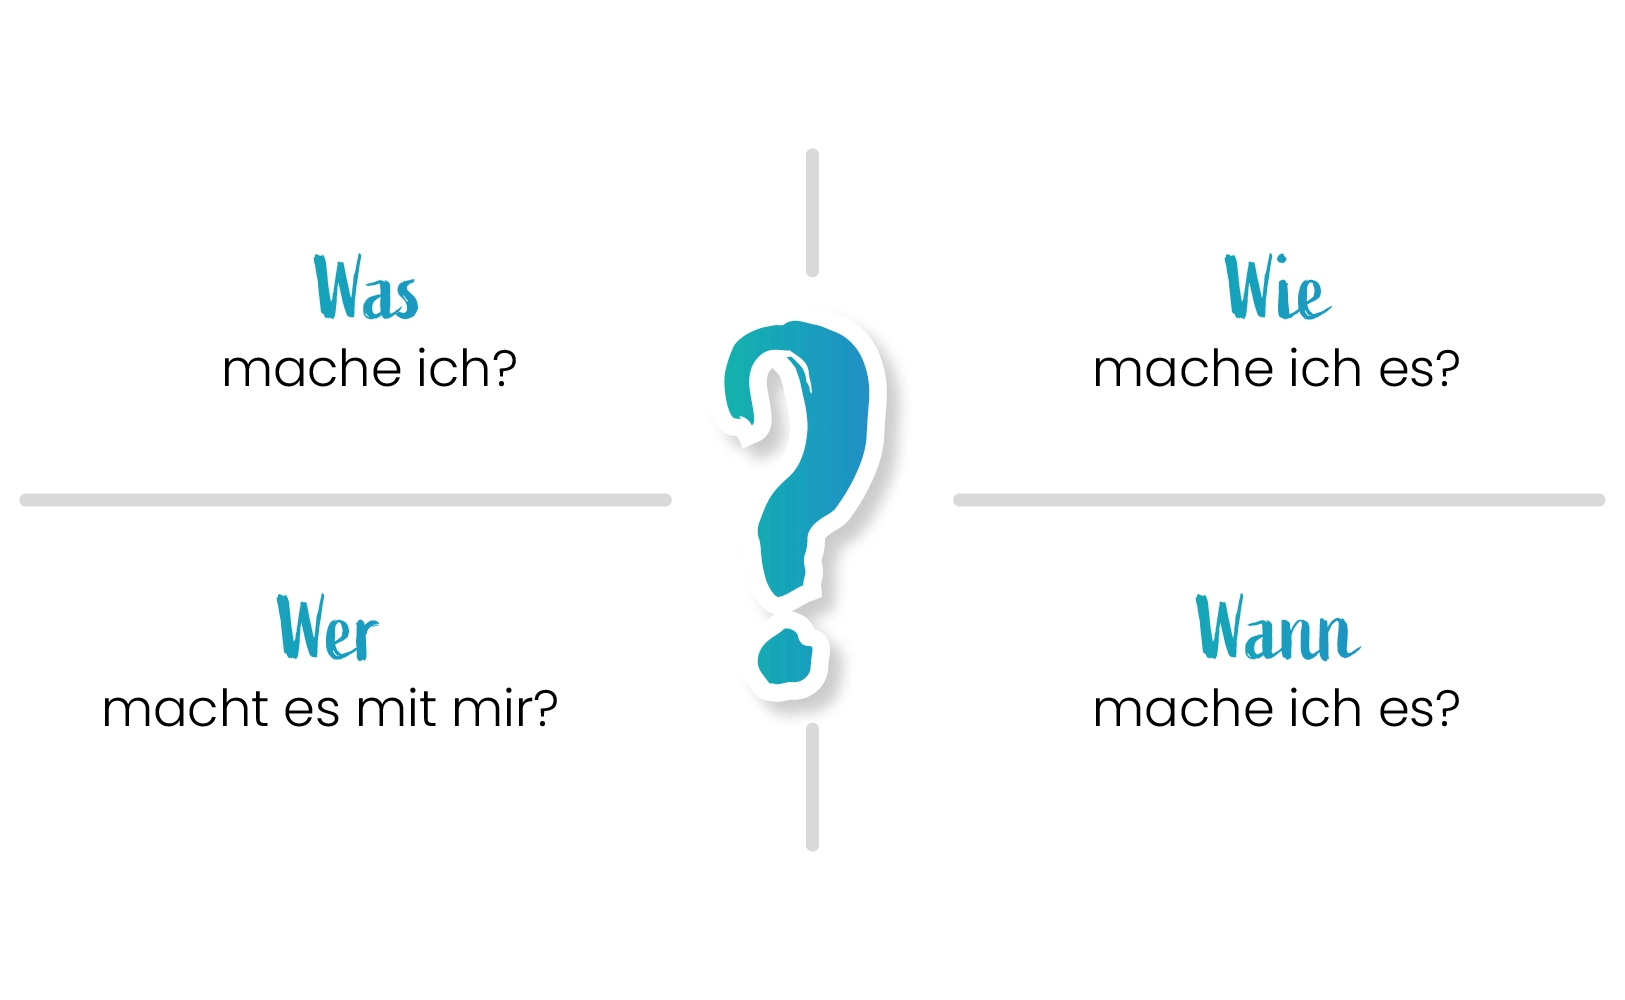 Was
mache ich?
Wie
mache ich es?
?
Wer
macht es mit mir?
Wann
mache ich es?